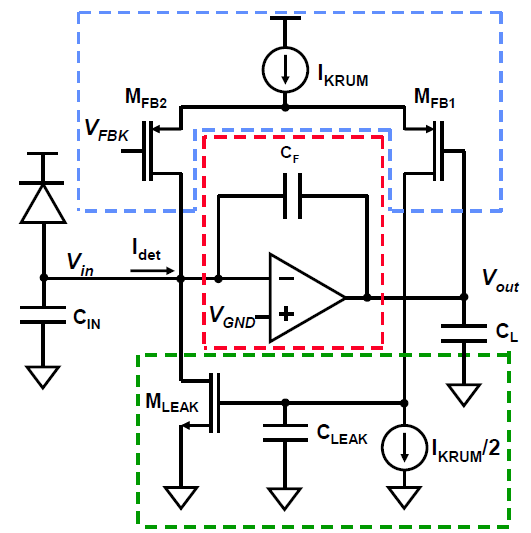 I_KRUM
M_FB2
M_FB1
V_FBK
C_F
I_det
V_in
V_out
V_GND
−
+
C_IN
C_L
M_LEAK
C_LEAK
I_KRUM/2